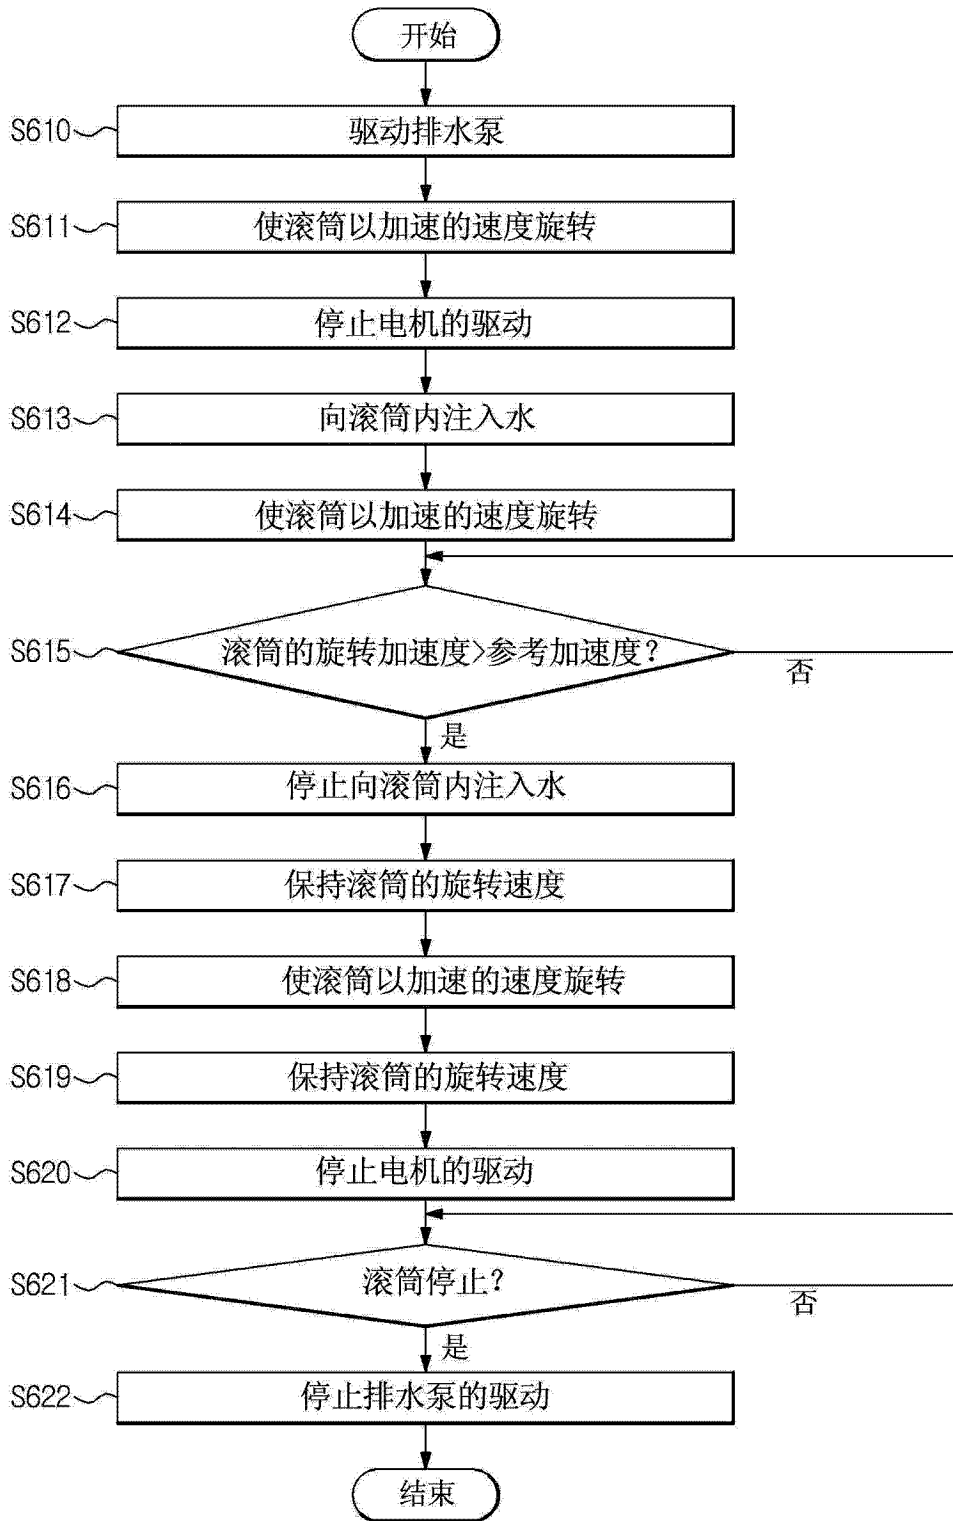 开始
S610 驱动排水泵
S611 使滚筒以加速的速度旋转
S612 停止电机的驱动
S613 向滚筒内注入水
S614 使滚筒以加速的速度旋转
S615 滚筒的旋转加速度>参考加速度?
否
是
S616 停止向滚筒内注入水
S617 保持滚筒的旋转速度
S618 使滚筒以加速的速度旋转
S619 保持滚筒的旋转速度
S620 停止电机的驱动
S621 滚筒停止?
否
是
S622 停止排水泵的驱动
结束